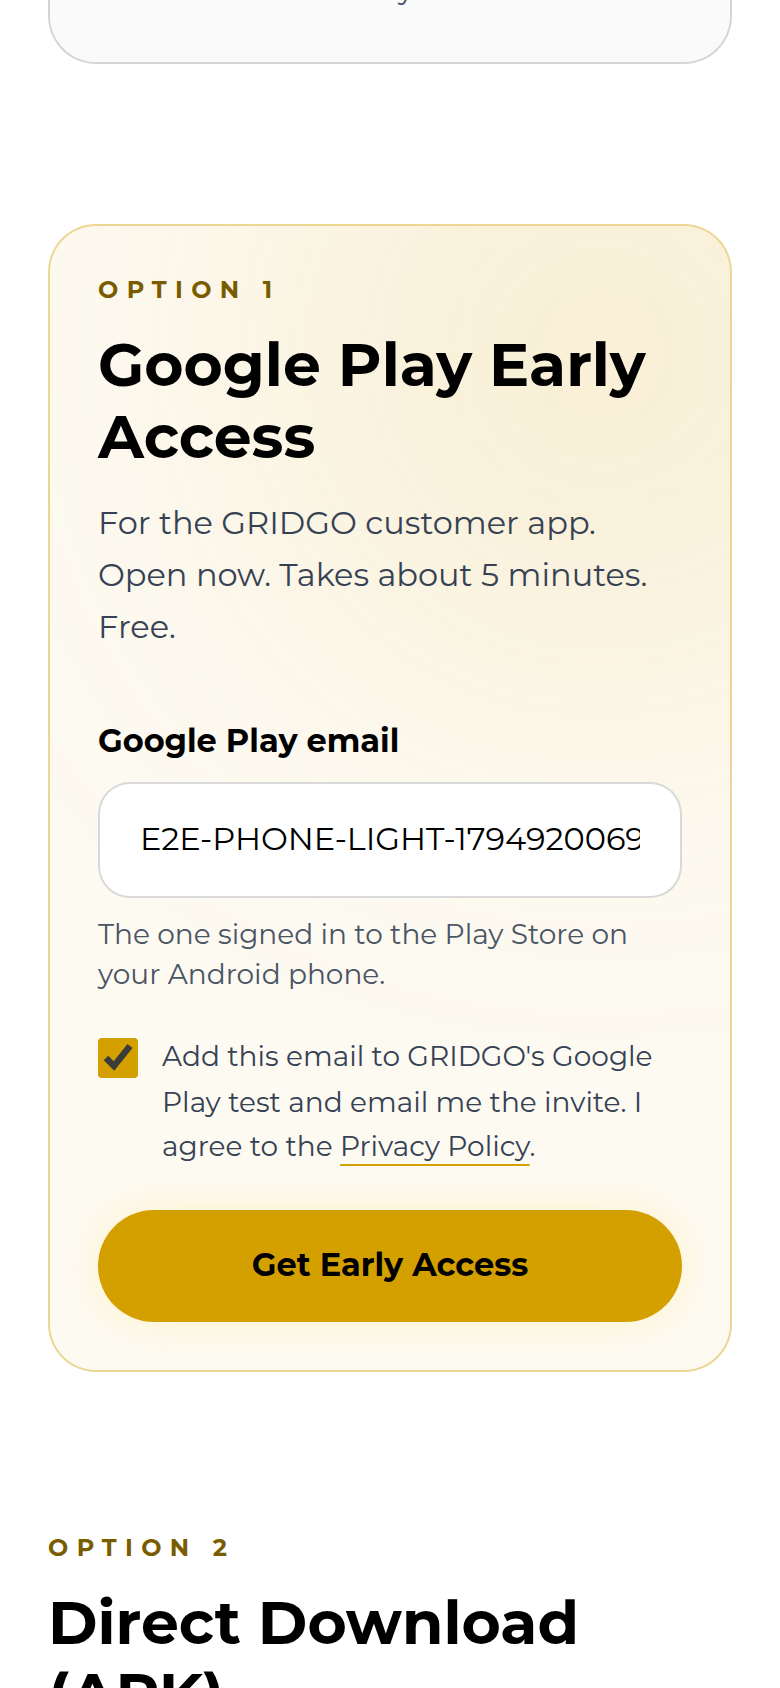 OPTION 1
Google Play Early
Access
For the GRIDGO customer app.
Open now. Takes about 5 minutes.
Free.
Google Play email
E2E-PHONE-LIGHT-1794920069
The one signed in to the Play Store on
your Android phone.
Add this email to GRIDGO's Google
Play test and email me the invite. I
agree to the Privacy Policy.
Get Early Access
OPTION 2
Direct Download
(APK)